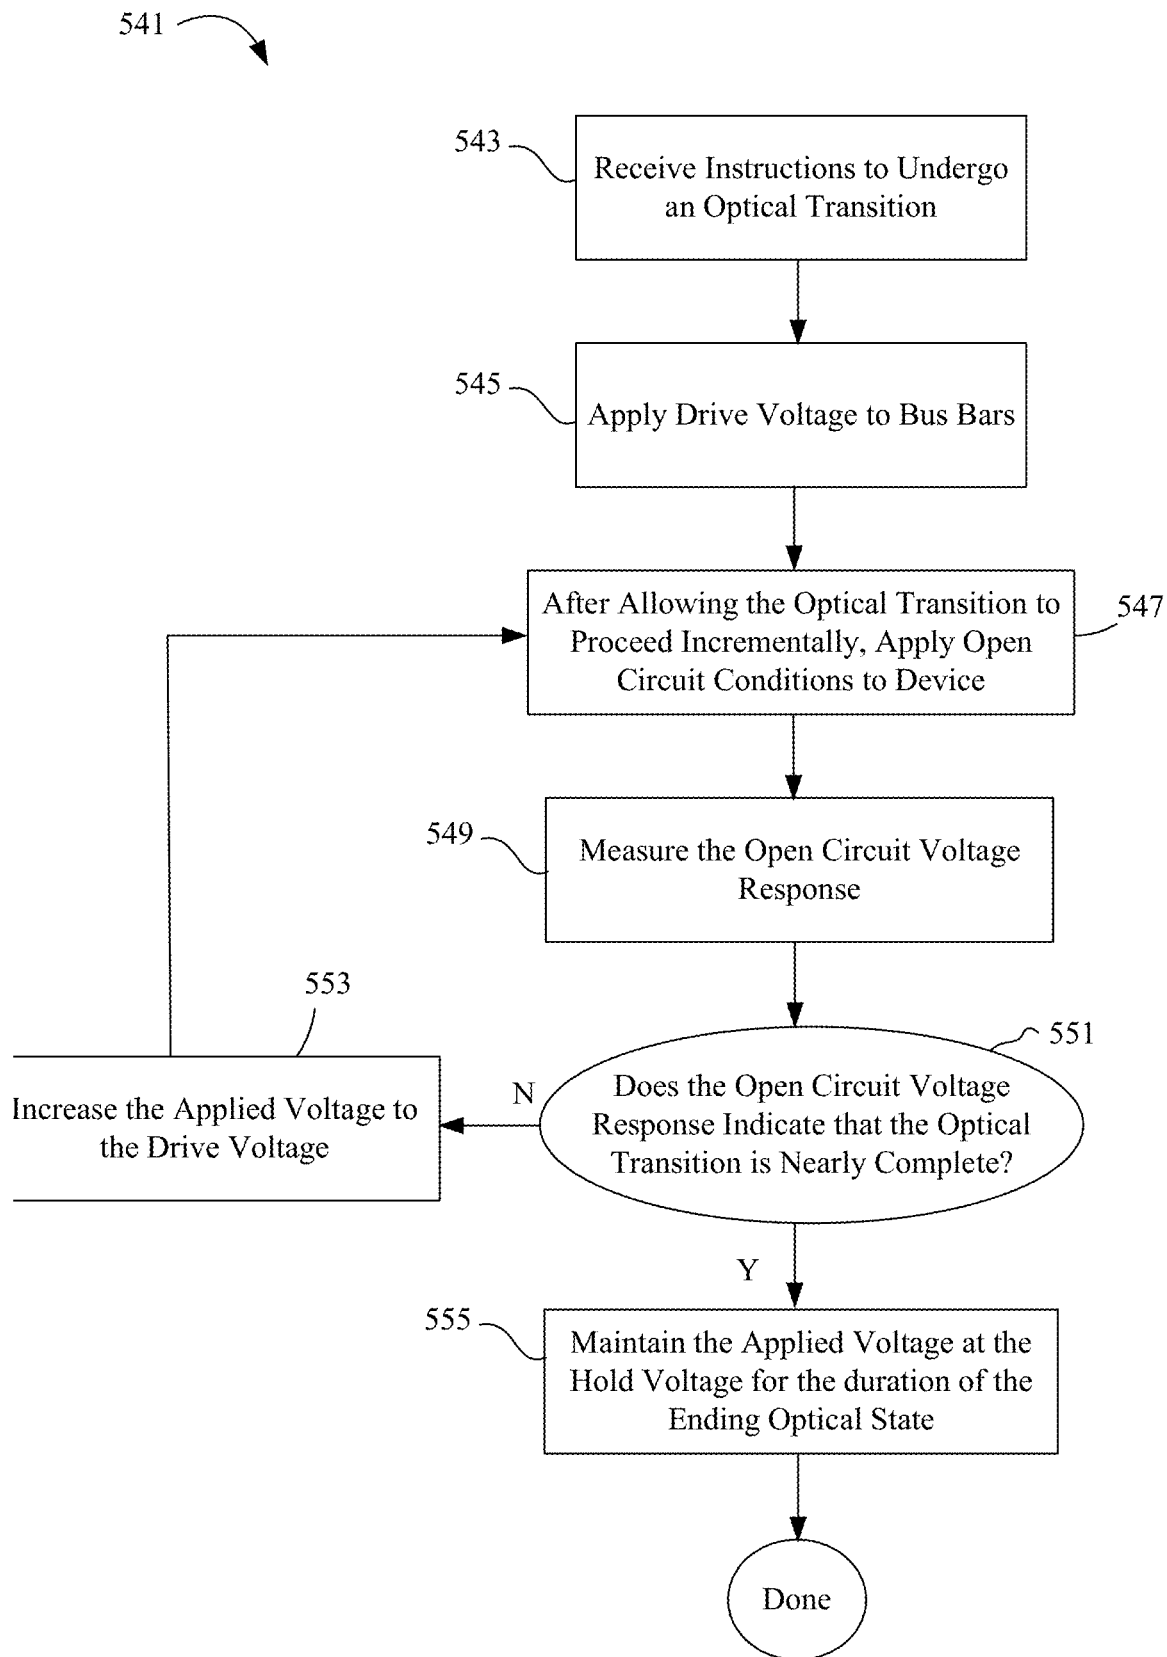 541
543
Receive Instructions to Undergo
an Optical Transition
545
Apply Drive Voltage to Bus Bars
After Allowing the Optical Transition to
Proceed Incrementally, Apply Open
Circuit Conditions to Device
547
549
Measure the Open Circuit Voltage
Response
553
551
Increase the Applied Voltage to
the Drive Voltage
N
Does the Open Circuit Voltage
Response Indicate that the Optical
Transition is Nearly Complete?
Y
555
Maintain the Applied Voltage at the
Hold Voltage for the duration of the
Ending Optical State
Done